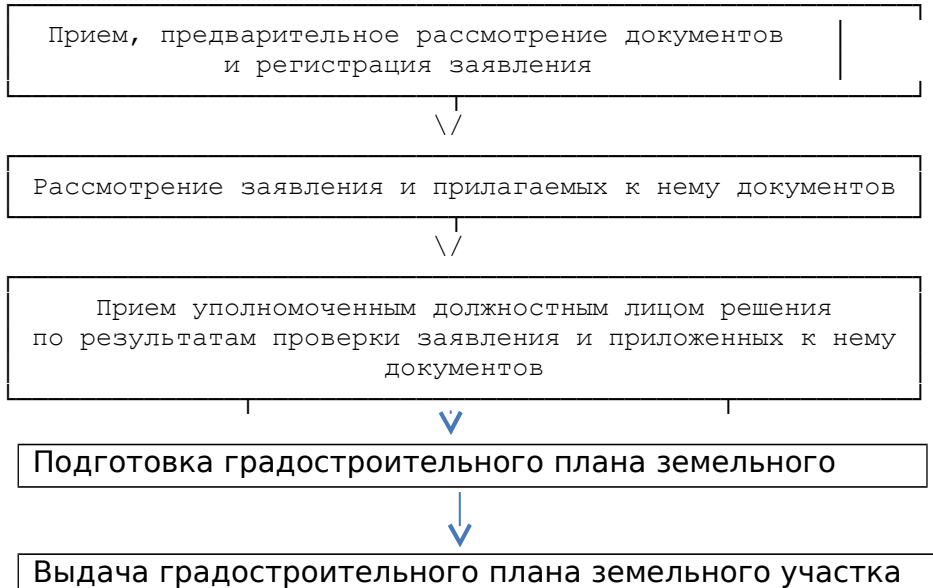 Прием, предварительное рассмотрение документов
и регистрация заявления
\/
Рассмотрение заявления и прилагаемых к нему документов
\/
Прием уполномоченным должностным лицом решения
по результатам проверки заявления и приложенных к нему
документов
Подготовка градостроительного плана земельного
Выдача градостроительного плана земельного участка